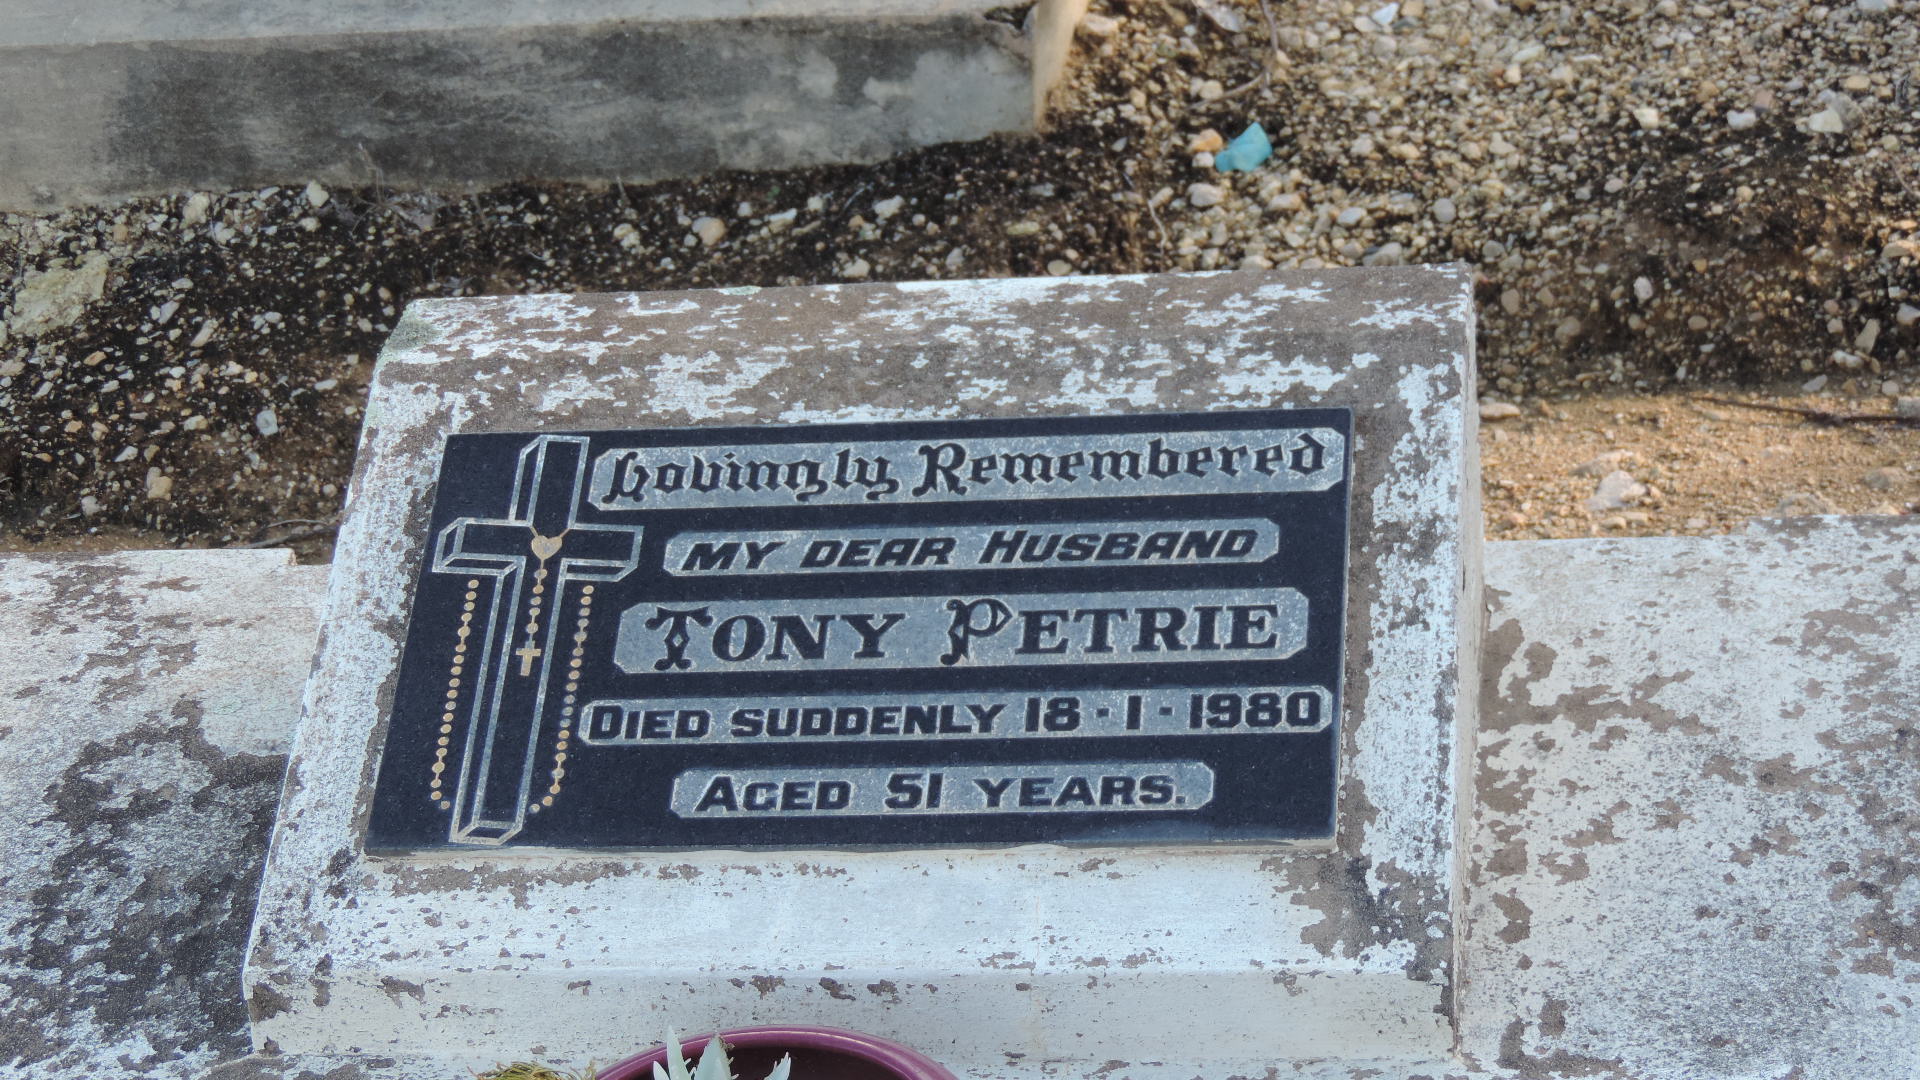 Lovingly Remembered
MY DEAR HUSBAND
TONY PETRIE
DIED SUDDENLY 18-1-1980
AGED 51 YEARS.